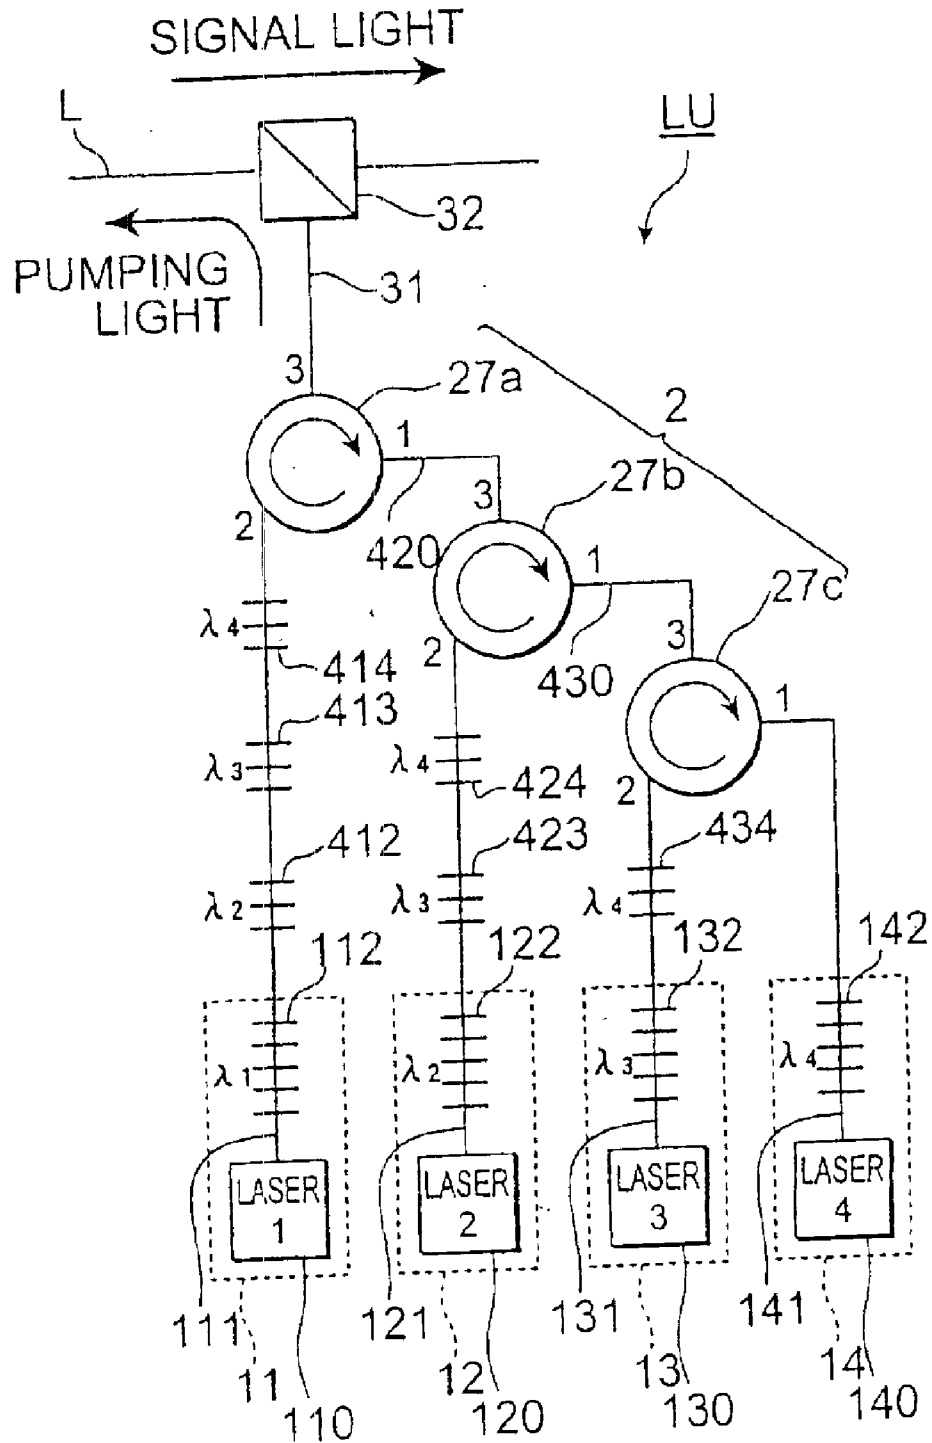 SIGNAL LIGHT
L
LU
32
PUMPING
LIGHT
31
3
27a
2
1
3
27b
2
420
1
27c
λ4
414
2
430
3
413
1
λ3
λ4
424
2
412
423
434
λ2
λ3
λ4
112
122
132
142
λ1
λ2
λ3
λ4
LASER
1
LASER
2
LASER
3
LASER
4
111
121
131
141
11
12
13
14
110
120
130
140